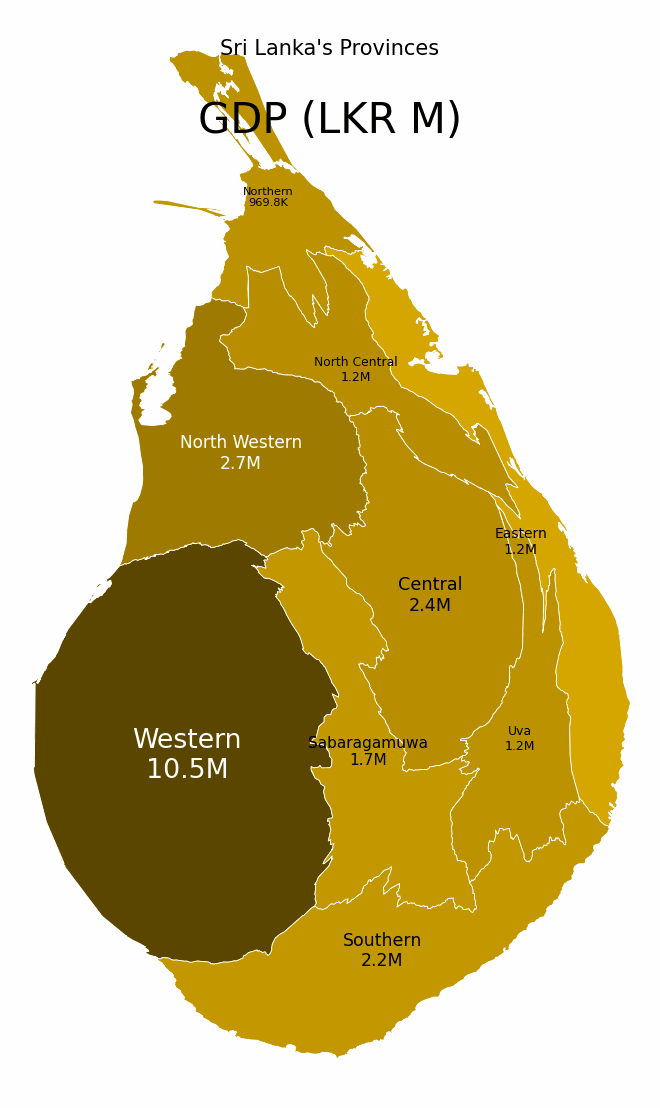 Sri Lanka's Provinces
GDP (LKR M)
Northern
969.8K
North Central
1.2M
North Western
2.7M
Eastern
1.2M
Central
2.4M
Western
10.5M
Sabaragamuwa
1.7M
Uva
1.2M
Southern
2.2M